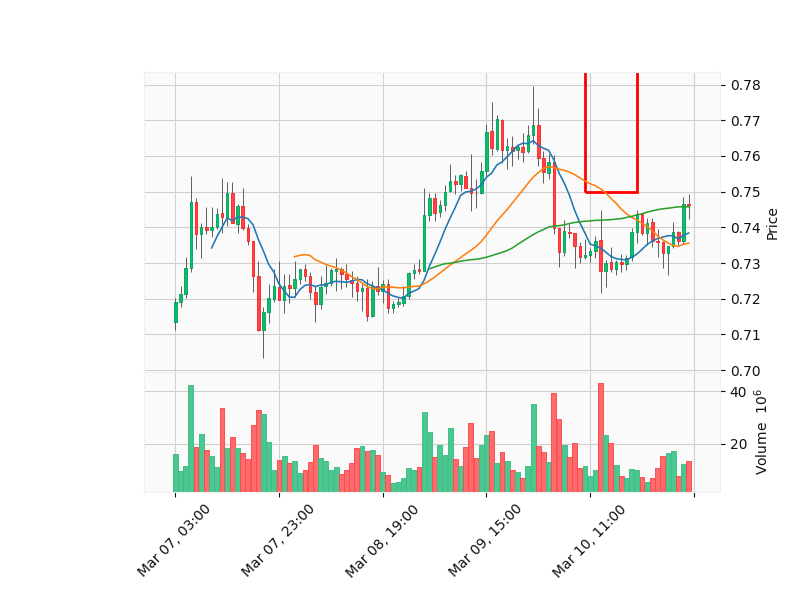 0.78
0.77
0.76
0.75
0.74
0.73
0.72
0.71
0.70
Price
40
20
Volume 10⁶
Mar 07, 03:00
Mar 07, 23:00
Mar 08, 19:00
Mar 09, 15:00
Mar 10, 11:00